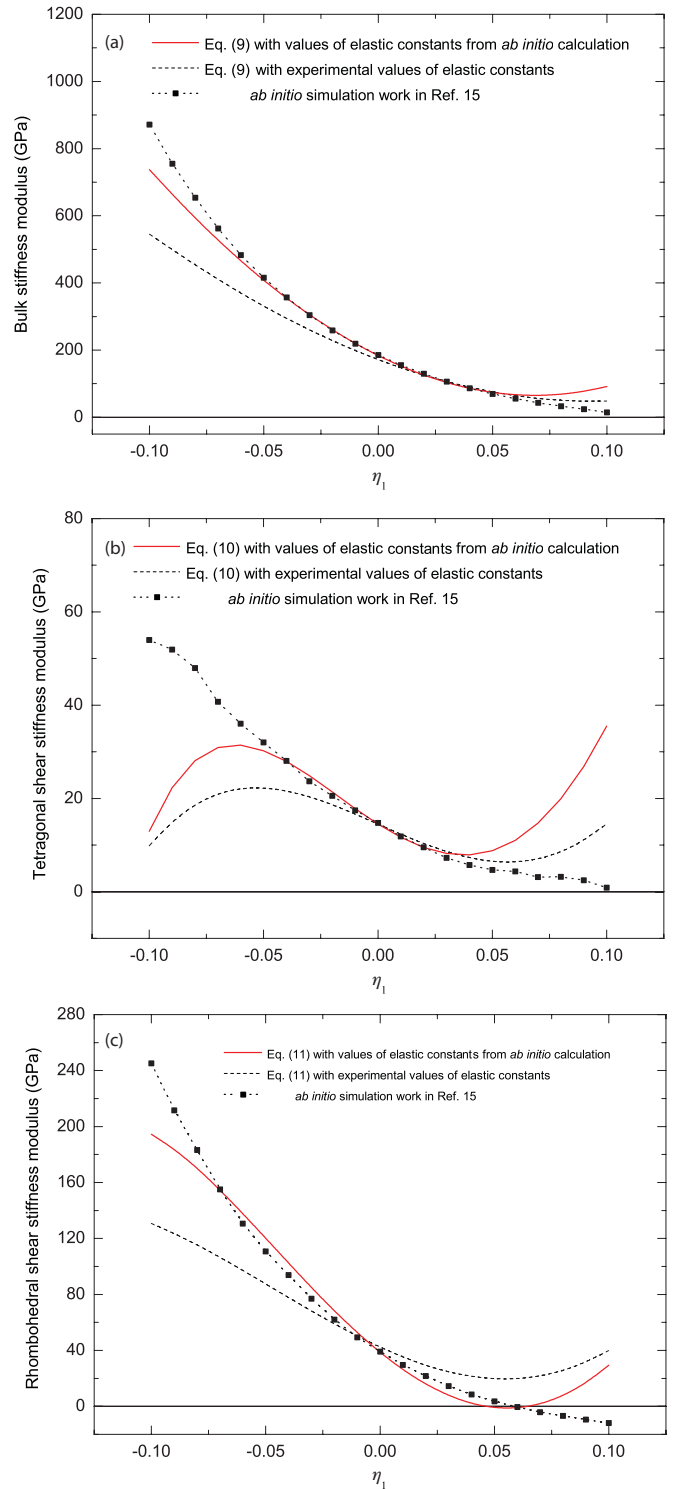 1200
(a)
Eq. (9) with values of elastic constants from ab initio calculation
Eq. (9) with experimental values of elastic constants
ab initio simulation work in Ref. 15
1000
800
600
400
200
0
Bulk stiffness modulus (GPa)
-0.10 -0.05 0.00 0.05 0.10
η1
80
(b)
Eq. (10) with values of elastic constants from ab initio calculation
Eq. (10) with experimental values of elastic constants
ab initio simulation work in Ref. 15
60
40
20
0
Tetragonal shear stiffness modulus (GPa)
-0.10 -0.05 0.00 0.05 0.10
η1
280
(c)
Eq. (11) with values of elastic constants from ab initio calculation
Eq. (11) with experimental values of elastic constants
ab initio simulation work in Ref. 15
240
200
160
120
80
40
0
Rhombohedral shear stiffness modulus (GPa)
-0.10 -0.05 0.00 0.05 0.10
η1